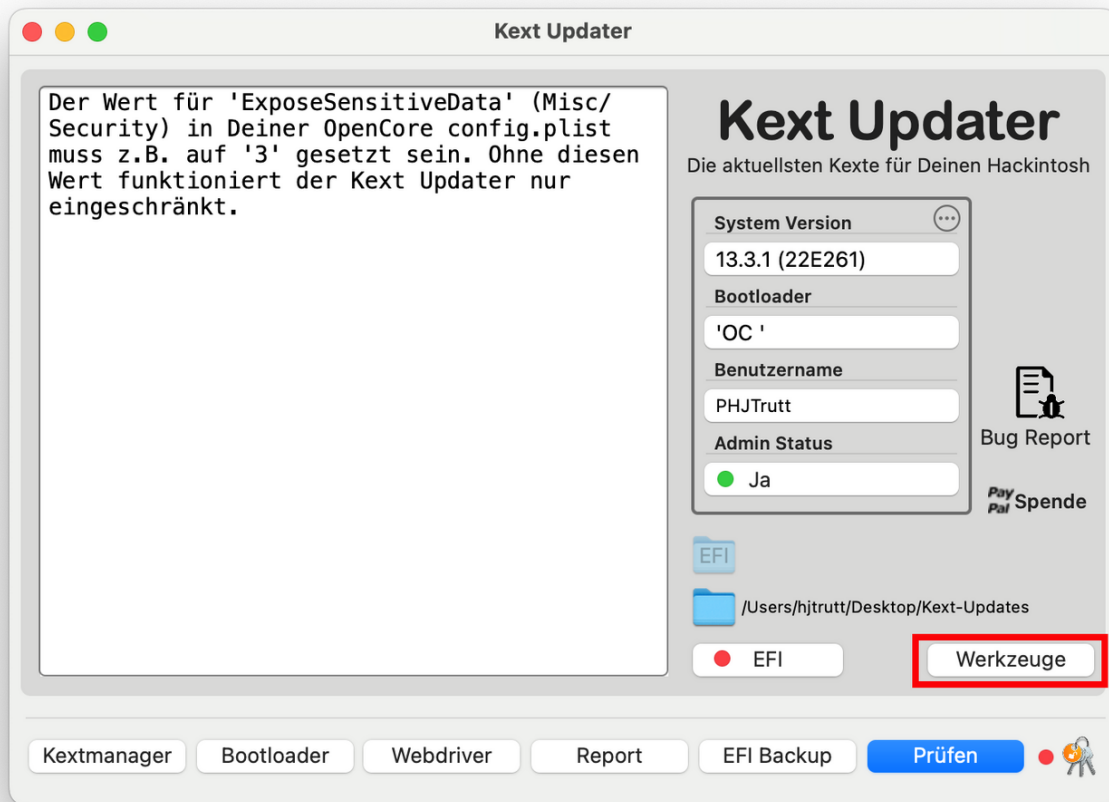 Kext Updater
Der Wert für 'ExposeSensitiveData' (Misc/
Security) in Deiner OpenCore config.plist
muss z.B. auf '3' gesetzt sein. Ohne diesen
Wert funktioniert der Kext Updater nur
eingeschränkt.
Kext Updater
Die aktuellsten Kexte für Deinen Hackintosh
System Version
13.3.1 (22E261)
Bootloader
'OC '
Benutzername
PHJTrutt
Admin Status
Ja
Bug Report
PayPal Spende
EFI
/Users/hjtrutt/Desktop/Kext-Updates
EFI
Werkzeuge
Kextmanager
Bootloader
Webdriver
Report
EFI Backup
Prüfen